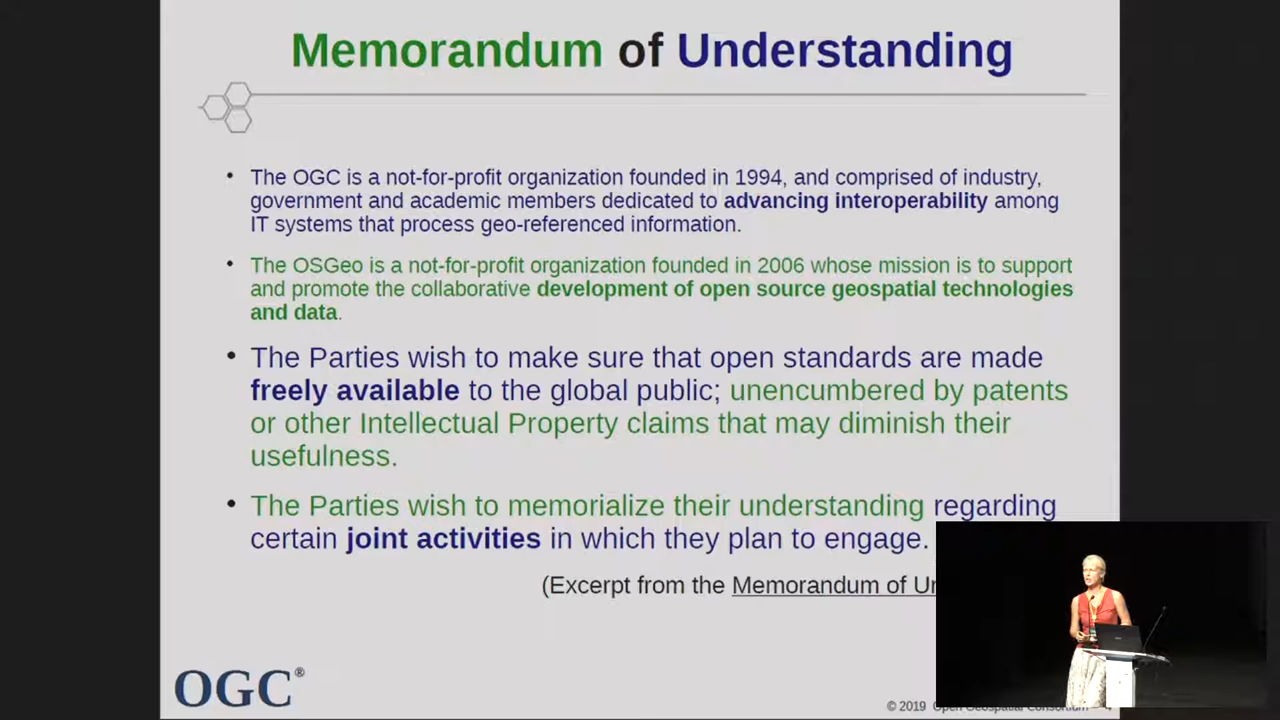 Memorandum of Understanding
• The OGC is a not-for-profit organization founded in 1994, and comprised of industry,
government and academic members dedicated to advancing interoperability among
IT systems that process geo-referenced information.
• The OSGeo is a not-for-profit organization founded in 2006 whose mission is to support
and promote the collaborative development of open source geospatial technologies
and data.
• The Parties wish to make sure that open standards are made
freely available to the global public; unencumbered by patents
or other Intellectual Property claims that may diminish their
usefulness.
• The Parties wish to memorialize their understanding regarding
certain joint activities in which they plan to engage.
(Excerpt from the Memorandum of
OGC®
© 2019 Open Geospatial Consortium